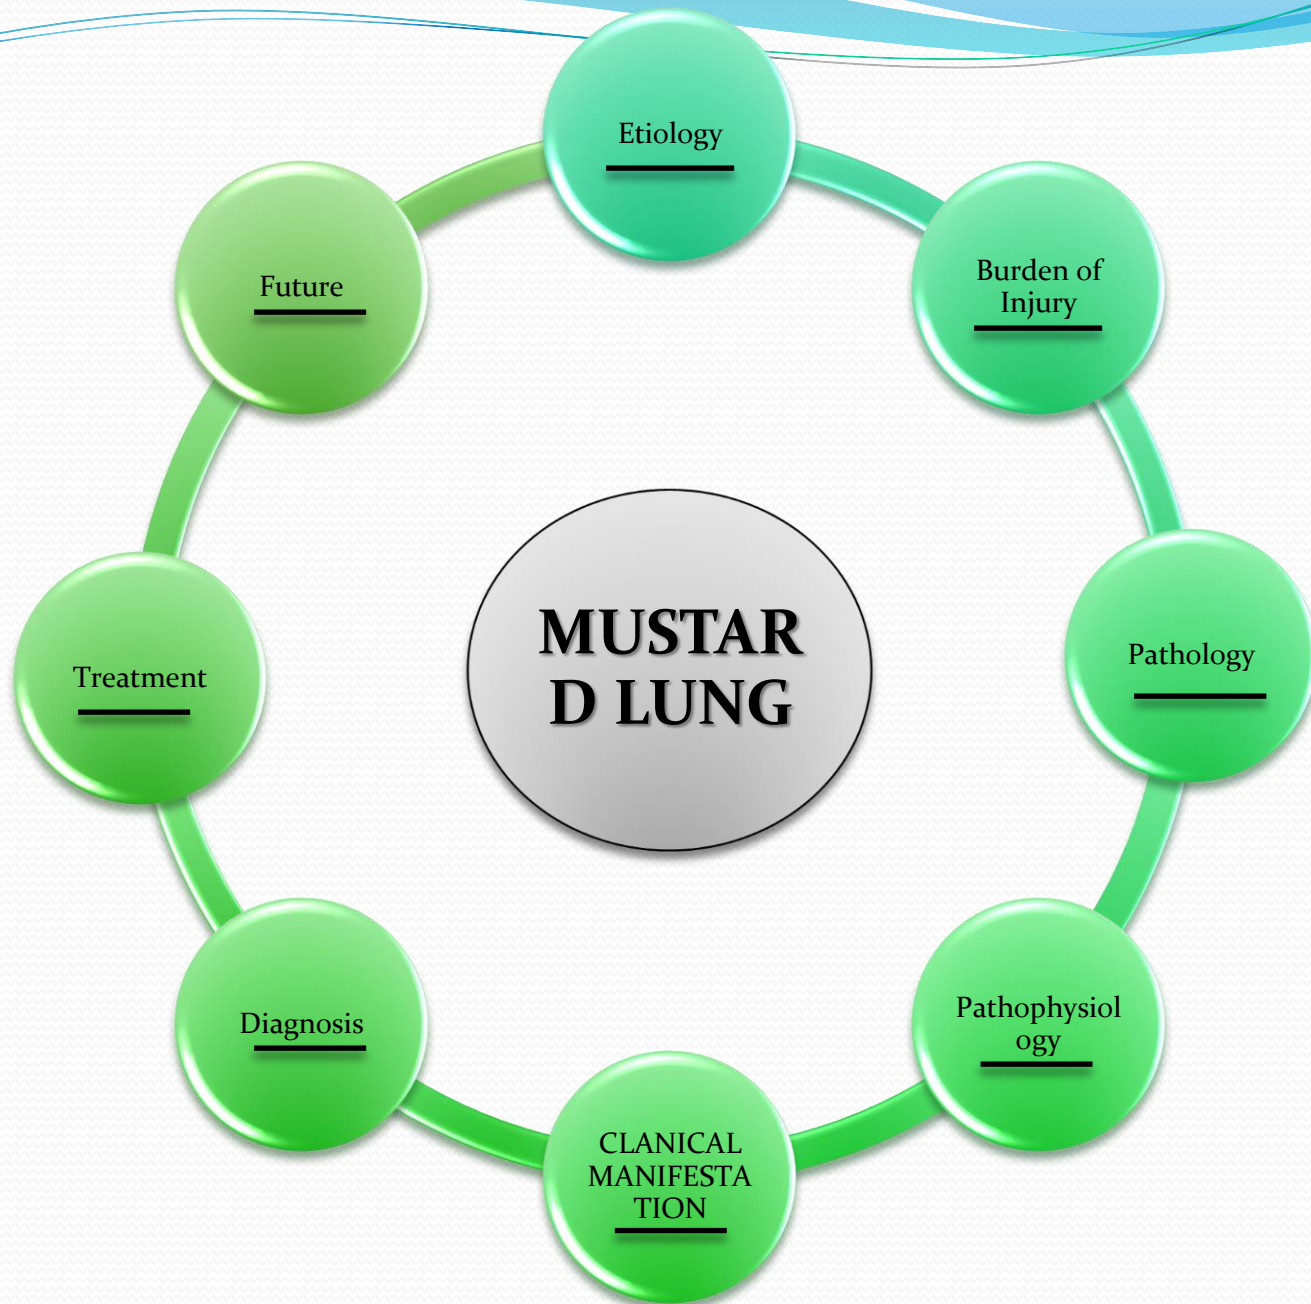 Etiology
Burden of
Injury
Pathology
Pathophysiol
ogy
CLANICAL
MANIFESTA
TION
Diagnosis
Treatment
Future
MUSTAR
D LUNG